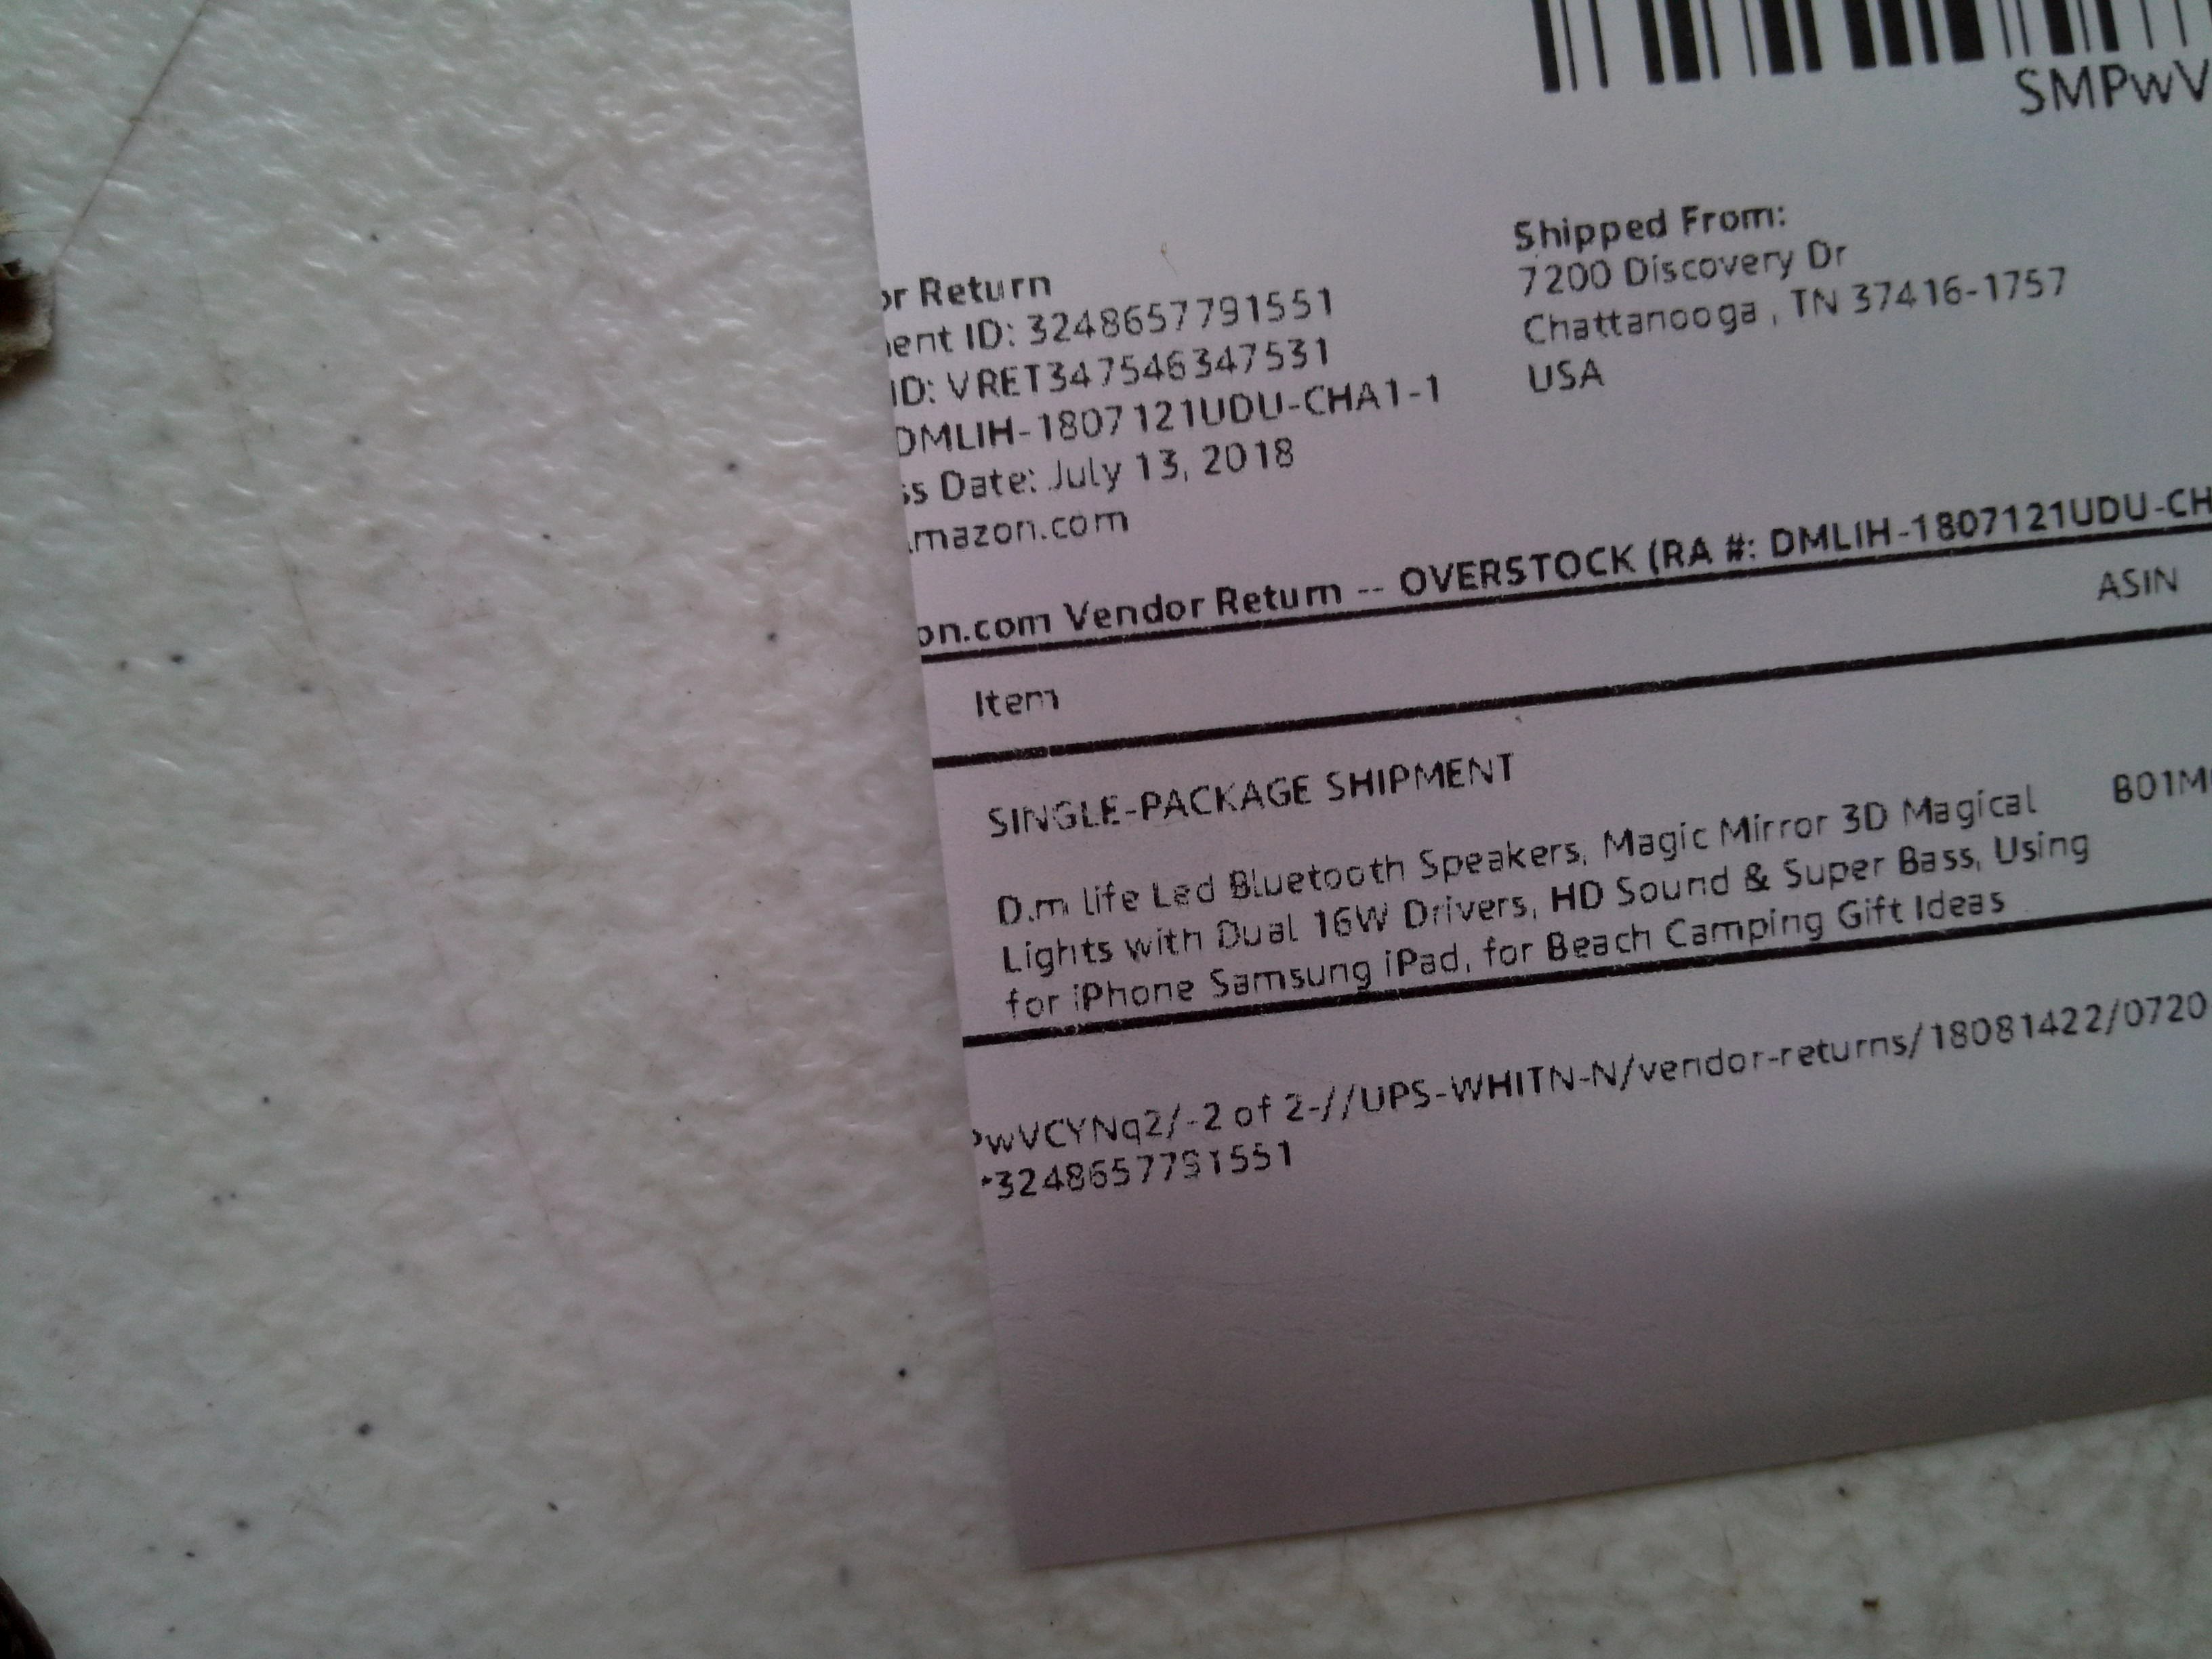 SMPwV
or Return
ent ID: 3248657791551
ID: VRET347546347531
DMLIH-1807121UDU-CHA1-1
ss Date: July 13, 2018
mazon.com
Shipped From:
7200 Discovery Dr
Chattanooga , TN 37416-1757
USA
on.com Vendor Return -- OVERSTOCK (RA #: DMLIH-1807121UDU-CH
Item ASIN
SINGLE-PACKAGE SHIPMENT
D.m life Led Bluetooth Speakers, Magic Mirror 3D Magical B01M
Lights with Dual 16W Drivers, HD Sound & Super Bass, Using
for iPhone Samsung iPad, for Beach Camping Gift Ideas
wVCYNq2/-2 of 2-//UPS-WHITN-N/vendor-returns/18081422/0720
*3248657791551